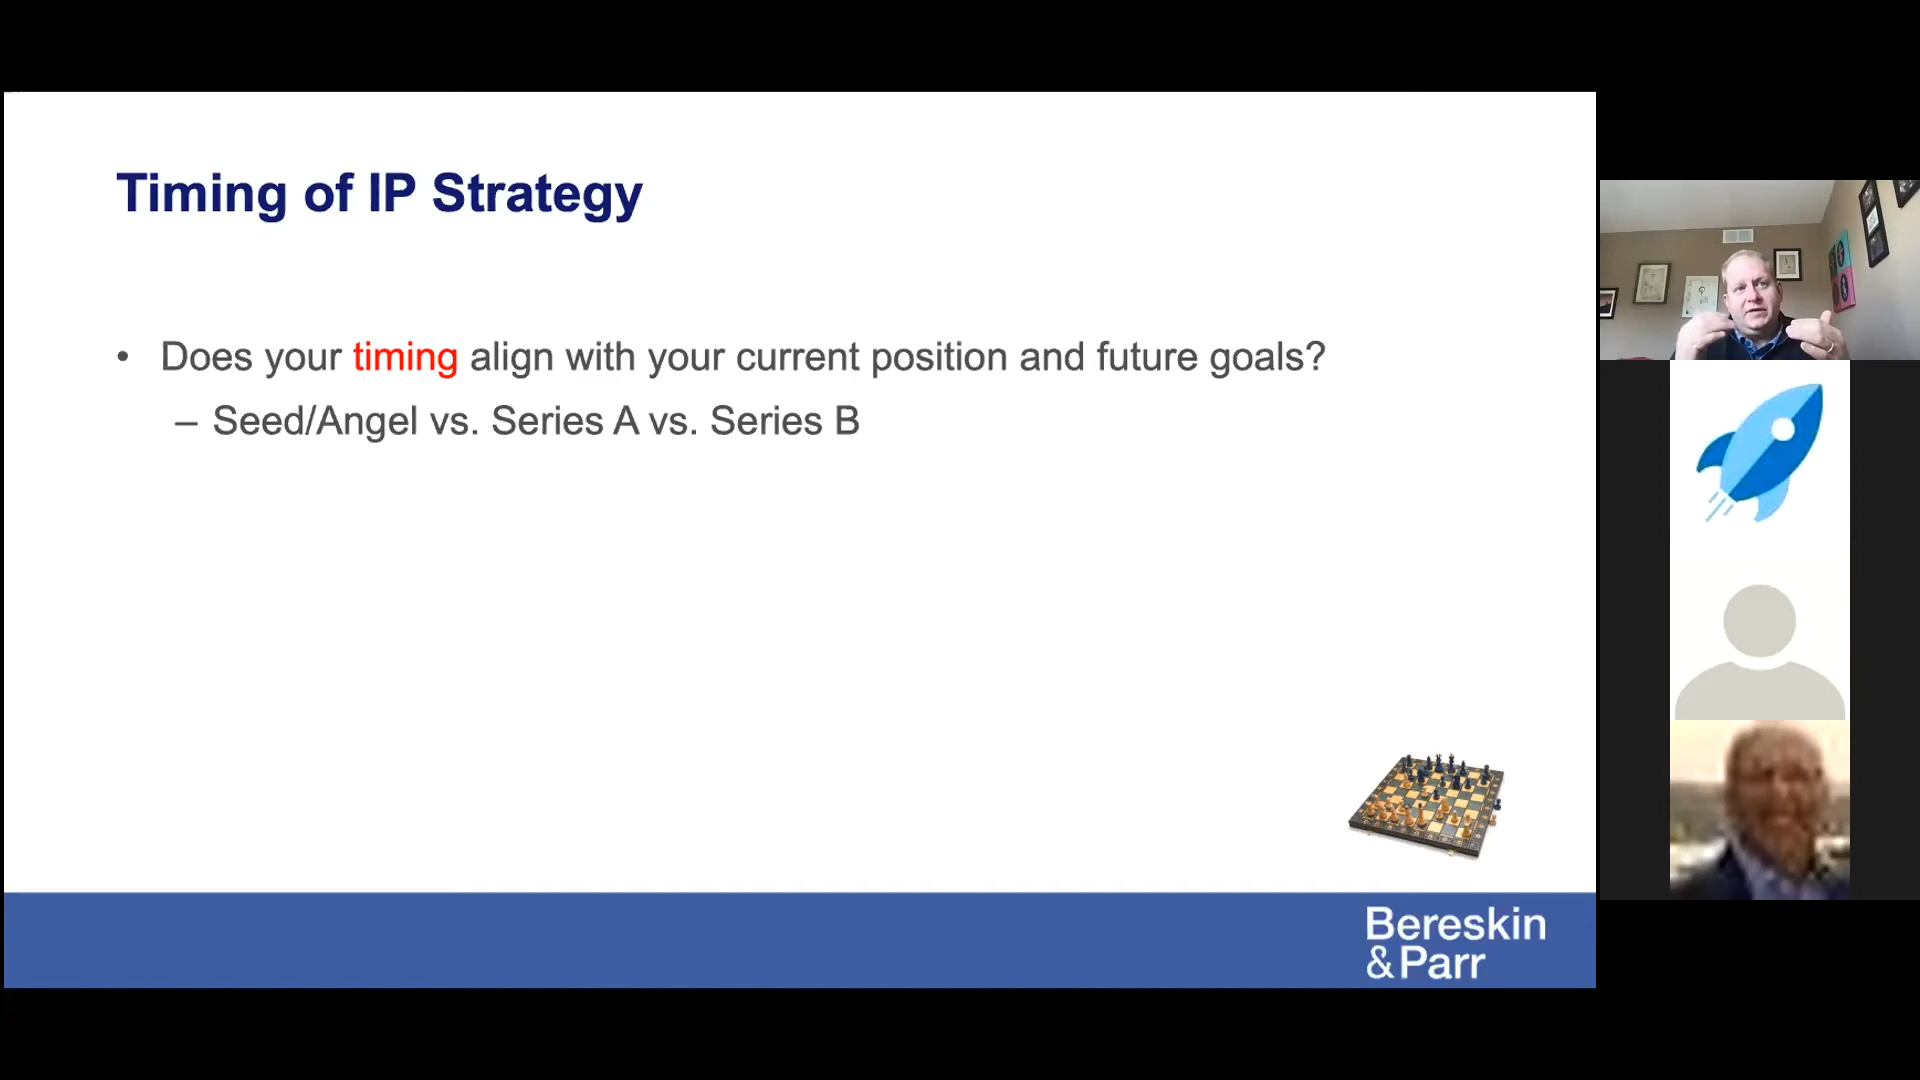 Timing of IP Strategy
• Does your timing align with your current position and future goals?
– Seed/Angel vs. Series A vs. Series B
Bereskin
& Parr